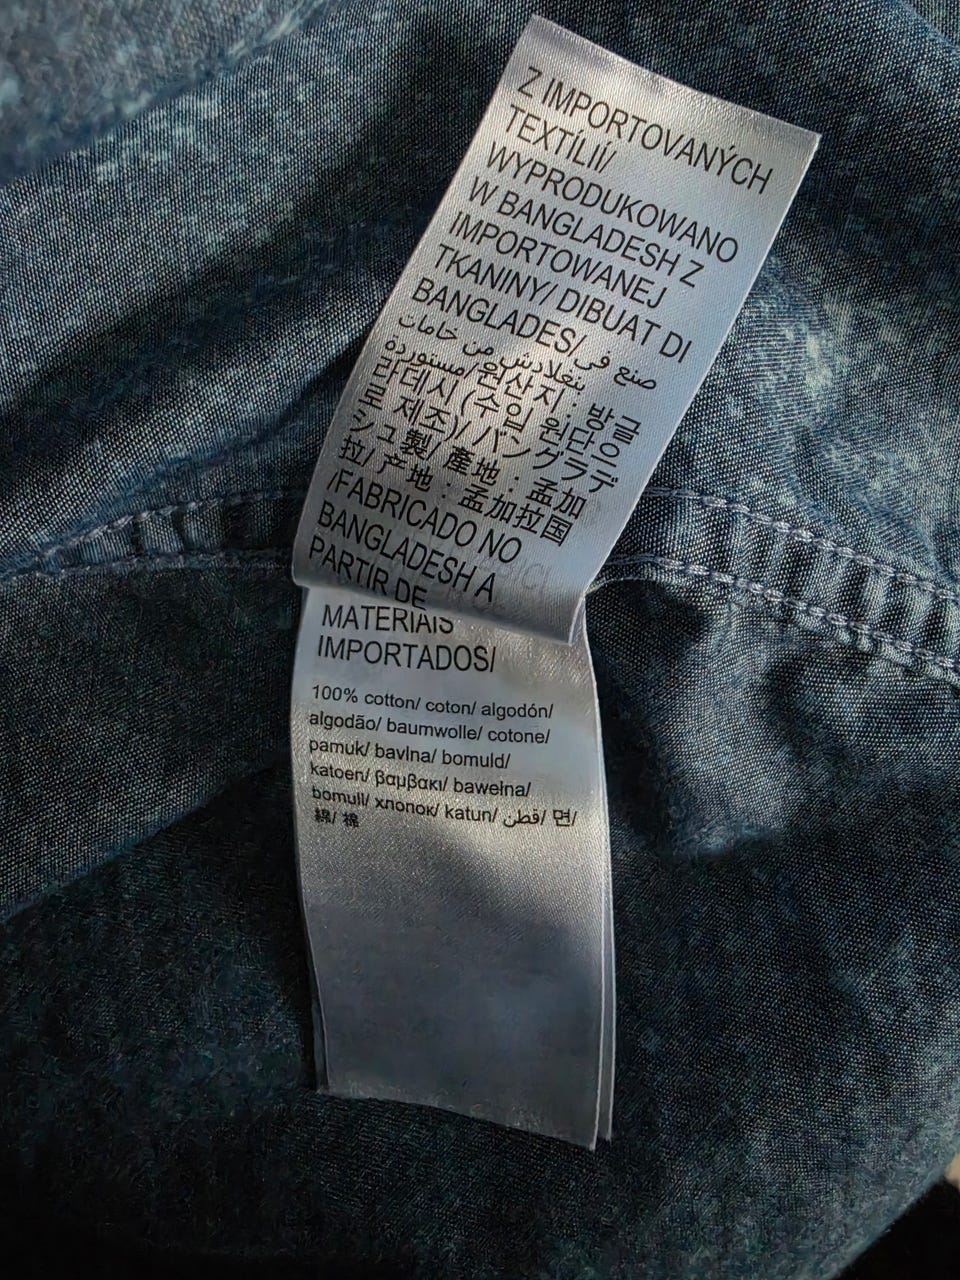 Z IMPORTOVANÝCH
TEXTÍLIÍ/
WYPRODUKOWANO
W BANGLADESH Z
IMPORTOWANEJ
TKANINY/ DIBUAT DI
BANGLADES/ صنع في
بنغلادش من خامات
مستوردة/원산지 : 방글
라데시 (수입 원단으
로 제조)/バングラデ
シュ製/產地 : 孟加
拉/产地 : 孟加拉国
/FABRICADO NO
BANGLADESH A
PARTIR DE
MATERIAIS
IMPORTADOS/
100% cotton/ coton/ algodón/
algodão/ baumwolle/ cotone/
pamuk/ bavlna/ bomuld/
katoen/ βαμβακι/ bawełna/
bomull/ хлопок/ katun/ قطن/ 면/
綿/ 棉